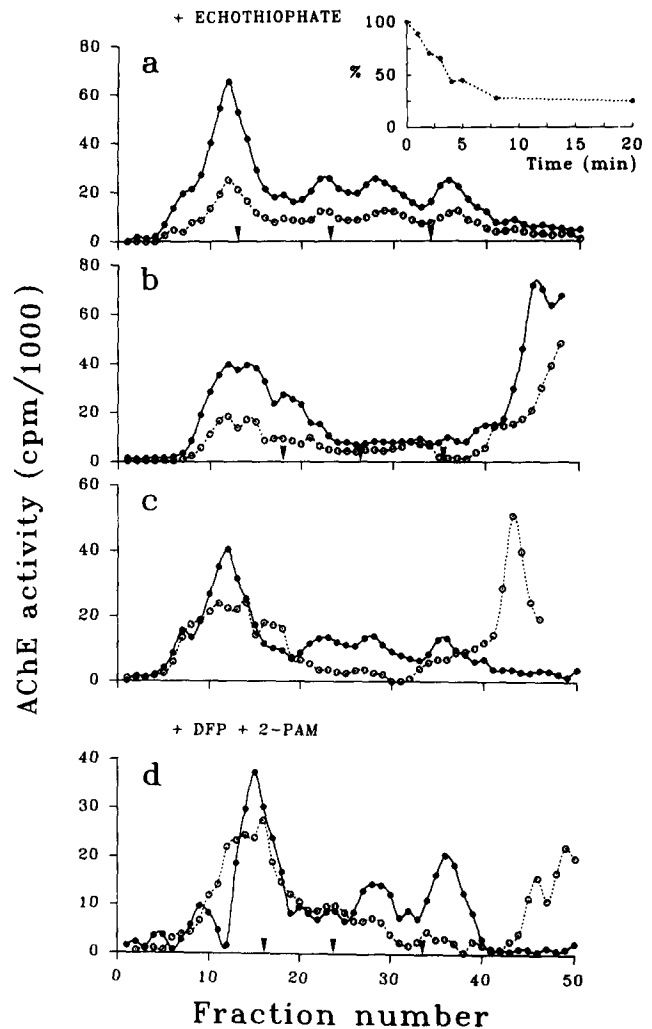 + ECHOTHIOPHATE
a
80
60
40
20
0
100
%
50
0
0 5 10 15 20
Time (min)
b
80
60
40
20
0
c
60
40
20
0
+ DFP + 2-PAM
d
40
30
20
10
0
0 10 20 30 40 50
Fraction number
AChE activity (cpm/1000)